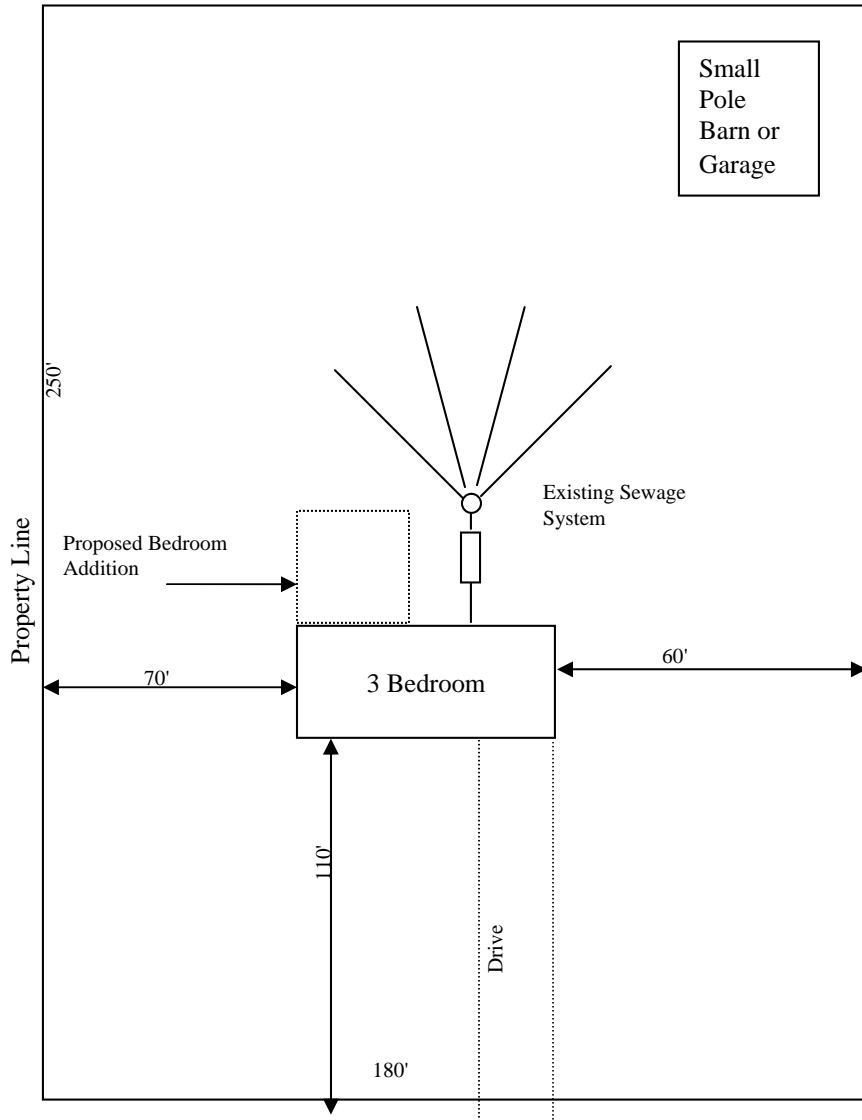 Small
Pole
Barn or
Garage
250'
Existing Sewage
System
Proposed Bedroom
Addition
Property Line
60'
70'
3 Bedroom
110'
Drive
180'